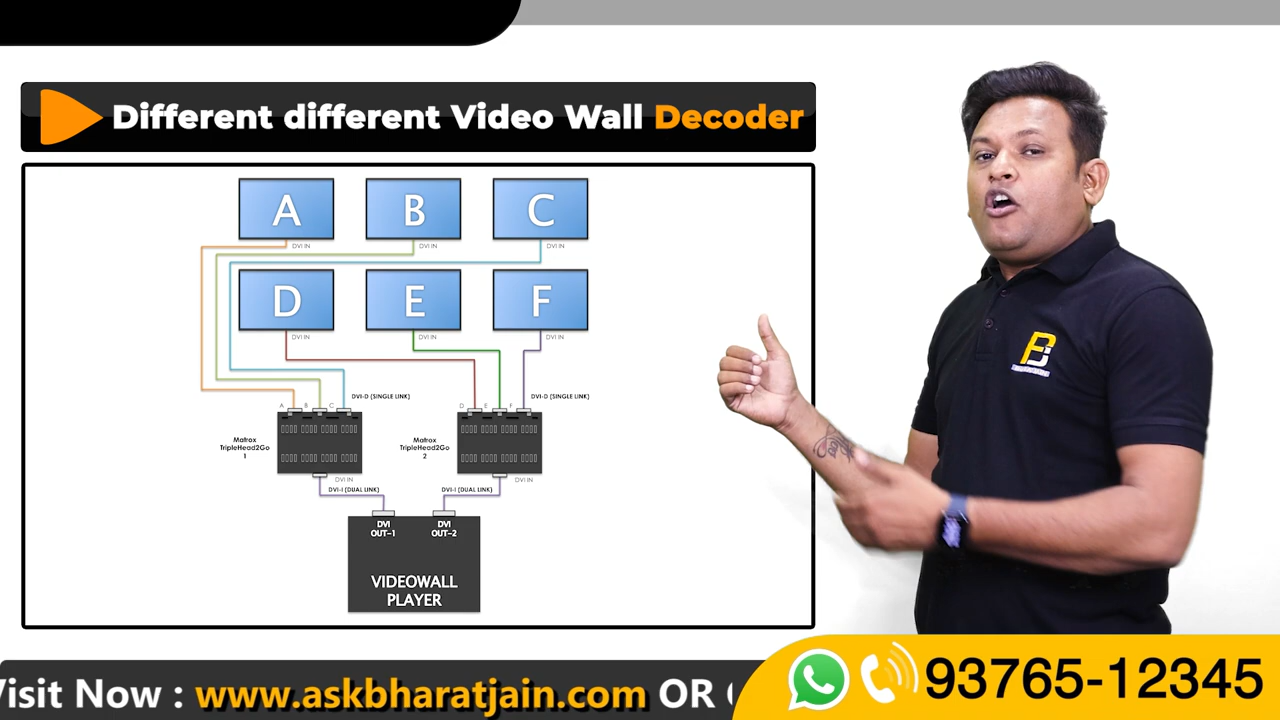 Different different Video Wall Decoder
A
B
C
DVI IN
DVI IN
DVI IN
D
E
F
DVI IN
DVI IN
DVI IN
DVI-D (SINGLE LINK)
DVI-D (SINGLE LINK)
A B C
D E F
Matrox
TripleHead2Go
1
Matrox
TripleHead2Go
2
DVI IN
DVI IN
DVI-I (DUAL LINK)
DVI-I (DUAL LINK)
DVI
OUT-1
DVI
OUT-2
VIDEOWALL
PLAYER
BJ
Visit Now : www.askbharatjain.com OR
93765-12345